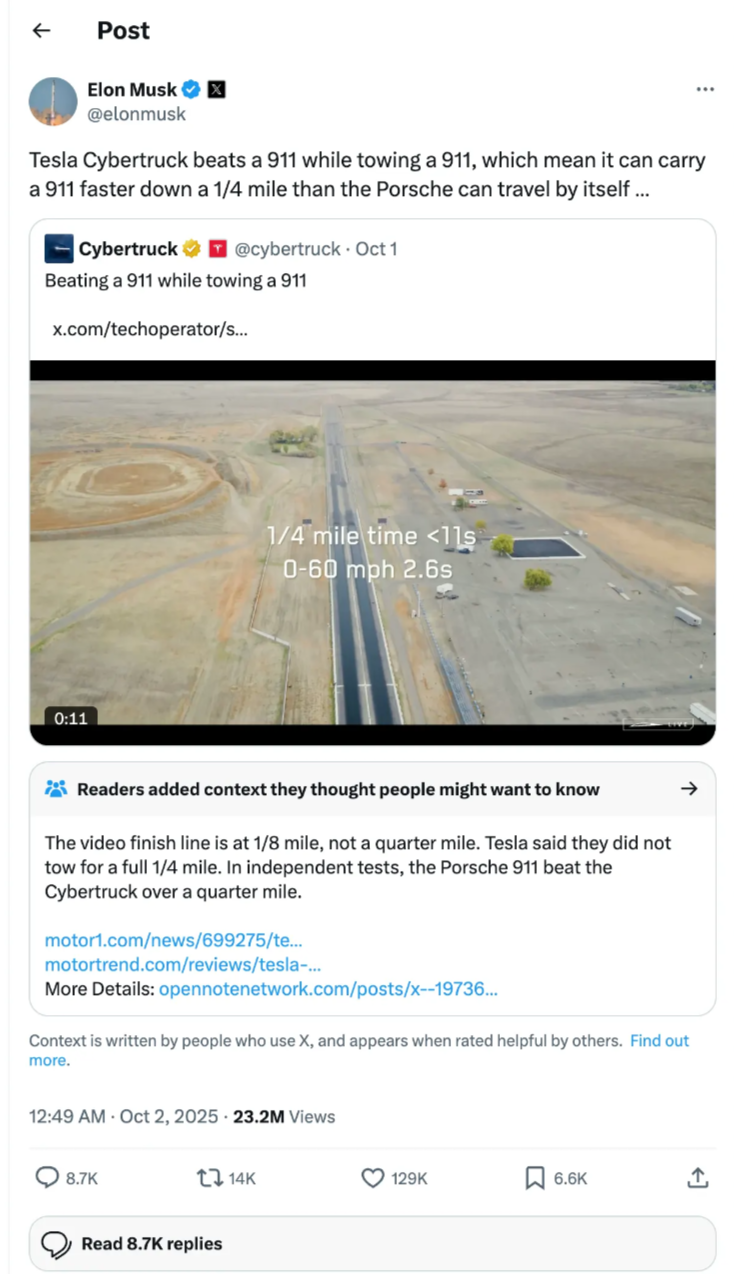 Post
Elon Musk
@elonmusk
Tesla Cybertruck beats a 911 while towing a 911, which mean it can carry
a 911 faster down a 1/4 mile than the Porsche can travel by itself ...
Cybertruck @cybertruck · Oct 1
Beating a 911 while towing a 911
x.com/techoperator/s...
1/4 mile time <11s
0-60 mph 2.6s
0:11
Readers added context they thought people might want to know
The video finish line is at 1/8 mile, not a quarter mile. Tesla said they did not
tow for a full 1/4 mile. In independent tests, the Porsche 911 beat the
Cybertruck over a quarter mile.
motor1.com/news/699275/te...
motortrend.com/reviews/tesla-...
More Details: opennotenetwork.com/posts/x--19736...
Context is written by people who use X, and appears when rated helpful by others. Find out
more.
12:49 AM · Oct 2, 2025 · 23.2M Views
8.7K 14K 129K 6.6K
Read 8.7K replies